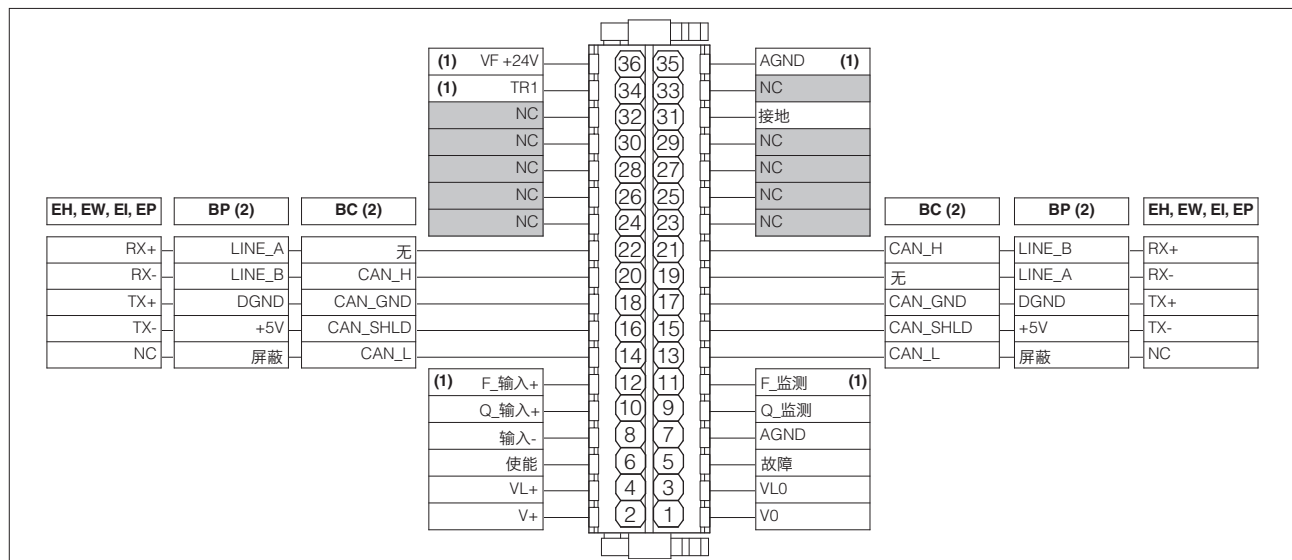 (1) VF +24V 36 35 AGND (1)
(1) TR1 34 33 NC
NC 32 31 接地
NC 30 29 NC
NC 28 27 NC
NC 26 25 NC
NC 24 23 NC
EH, EW, EI, EP BP (2) BC (2) BC (2) BP (2) EH, EW, EI, EP
RX+ LINE_A 无 22 21 CAN_H LINE_B RX+
RX- LINE_B CAN_H 20 19 无 LINE_A RX-
TX+ DGND CAN_GND 18 17 CAN_GND DGND TX+
TX- +5V CAN_SHLD 16 15 CAN_SHLD +5V TX-
NC 屏蔽 CAN_L 14 13 CAN_L 屏蔽 NC
(1) F_输入+ 12 11 F_监测 (1)
Q_输入+ 10 9 Q_监测
输入- 8 7 AGND
使能 6 5 故障
VL+ 4 3 VL0
V+ 2 1 V0